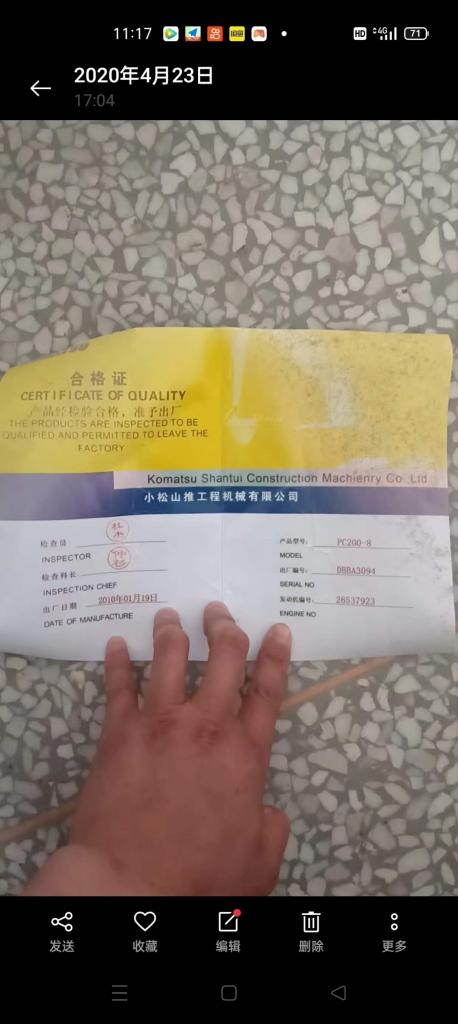 11:17
HD 4G 71
2020年4月23日
17:04
合格证
CERTIFICATE OF QUALITY
产品经检验合格，准予出厂
THE PRODUCTS ARE INSPECTED TO BE
QUALIFIED AND PERMITTED TO LEAVE THE
FACTORY
Komatsu Shantui Construction Machienry Co .Ltd
小松山推工程机械有限公司
检查员：
INSPECTOR
检查科长
INSPECTION CHIEF
出厂日期 2010年01月19日
DATE OF MANUFACTURE
产品型号： PC200-8
MODEL
出厂编号： DBBA3094
SERIAL NO
发动机编号： 26537923
ENGINE NO
发送 收藏 编辑 删除 更多